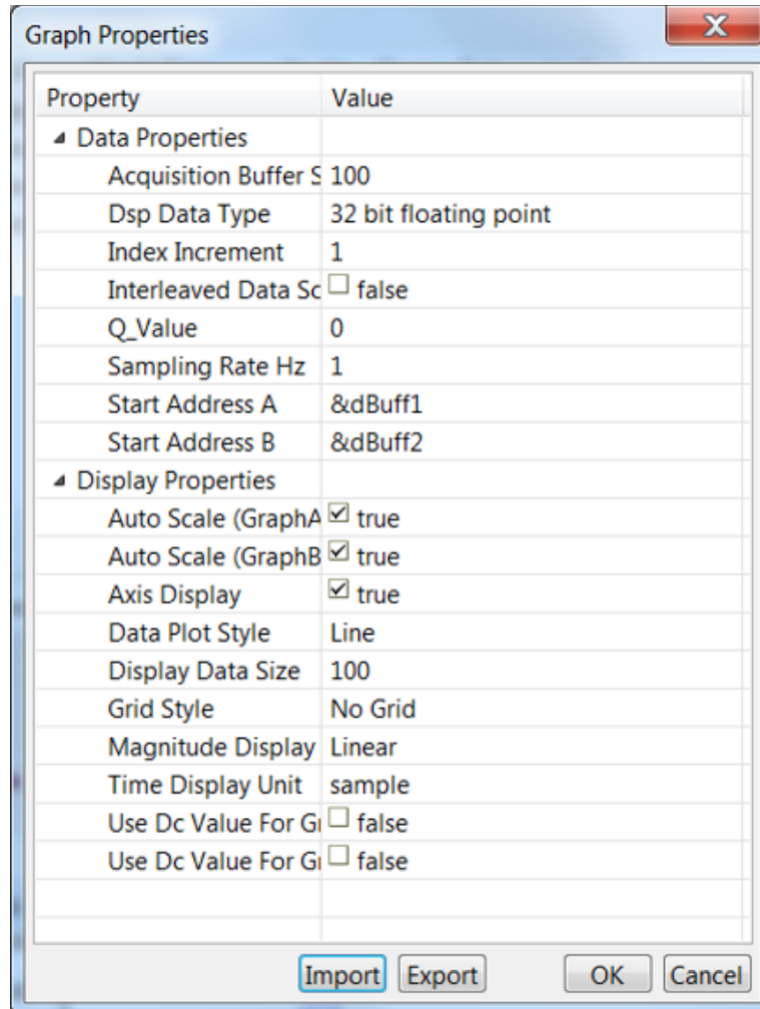 Graph Properties
Property Value
Data Properties
Acquisition Buffer S 100
Dsp Data Type 32 bit floating point
Index Increment 1
Interleaved Data Sc false
Q_Value 0
Sampling Rate Hz 1
Start Address A &dBuff1
Start Address B &dBuff2
Display Properties
Auto Scale (GraphA true
Auto Scale (GraphB true
Axis Display true
Data Plot Style Line
Display Data Size 100
Grid Style No Grid
Magnitude Display Linear
Time Display Unit sample
Use Dc Value For Gr false
Use Dc Value For Gr false
Import Export OK Cancel